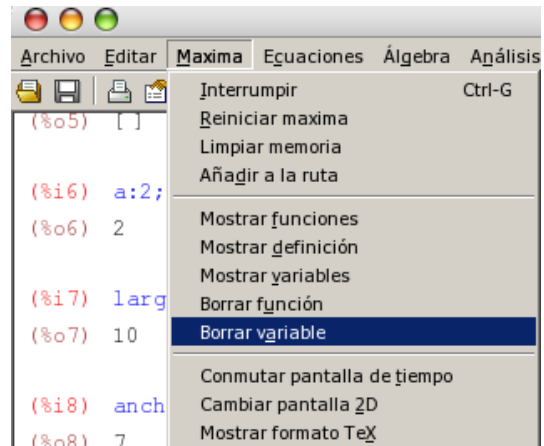 Archivo Editar Maxima Ecuaciones Álgebra Análisis
Interrumpir Ctrl-G
Reiniciar maxima
Limpiar memoria
Añadir a la ruta
Mostrar funciones
Mostrar definición
Mostrar variables
Borrar función
Borrar variable
Conmutar pantalla de tiempo
Cambiar pantalla 2D
Mostrar formato TeX
(%o5) []
(%i6) a:2;
(%o6) 2
(%i7) larg
(%o7) 10
(%i8) anch
(%o8) 7